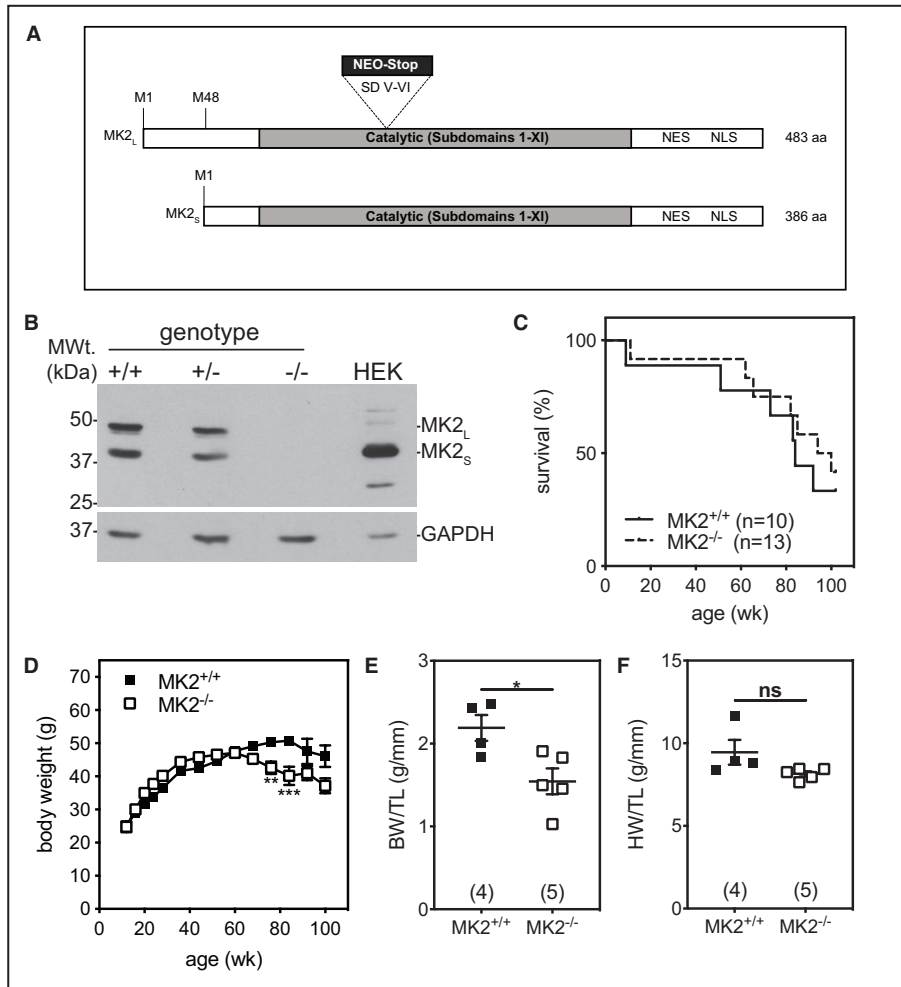 A
NEO-Stop
SD V-VI
M1 M48
MK2L Catalytic (Subdomains 1-XI) NES NLS 483 aa
M1
MK2S Catalytic (Subdomains 1-XI) NES NLS 386 aa
B
genotype
MWt.
(kDa) +/+ +/- -/- HEK
50- -MK2L
37- -MK2S
25-
37- -GAPDH
C
survival (%)
100
50
0
MK2+/+ (n=10)
MK2-/- (n=13)
0 20 40 60 80 100
age (wk)
D
body weight (g)
70
60
50
40
30
20
10
0
MK2+/+
MK2-/-
**
***
0 20 40 60 80 100
age (wk)
E
BW/TL (g/mm)
3
2
1
0
*
(4) (5)
MK2+/+ MK2-/-
F
HW/TL (g/mm)
15
10
5
0
ns
(4) (5)
MK2+/+ MK2-/-